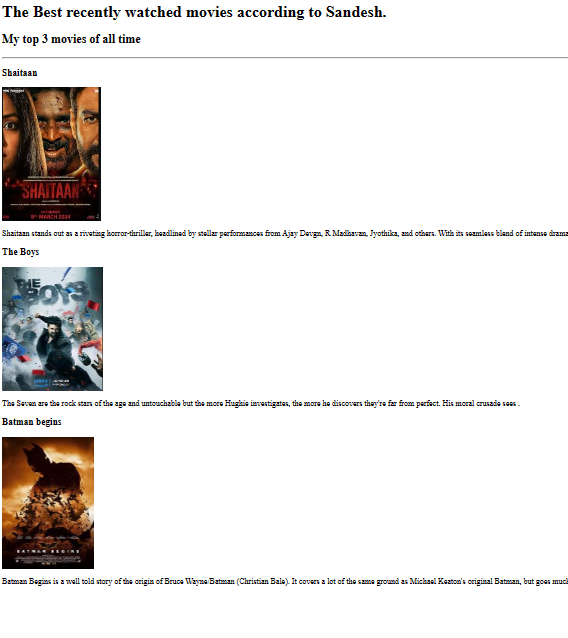 The Best recently watched movies according to Sandesh.
My top 3 movies of all time
Shaitaan
SHAITAAN
8TH MARCH 2024
Shaitaan stands out as a riveting horror-thriller, headlined by stellar performances from Ajay Devgn, R Madhavan, Jyothika, and others. With its seamless blend of intense drama
The Boys
THE
BOYS
The Seven are the rock stars of the age and untouchable but the more Hughie investigates, the more he discovers they're far from perfect. His moral crusade sees .
Batman begins
BATMAN BEGINS
Batman Begins is a well told story of the origin of Bruce Wayne/Batman (Christian Bale). It covers a lot of the same ground as Michael Keaton's original Batman, but goes much